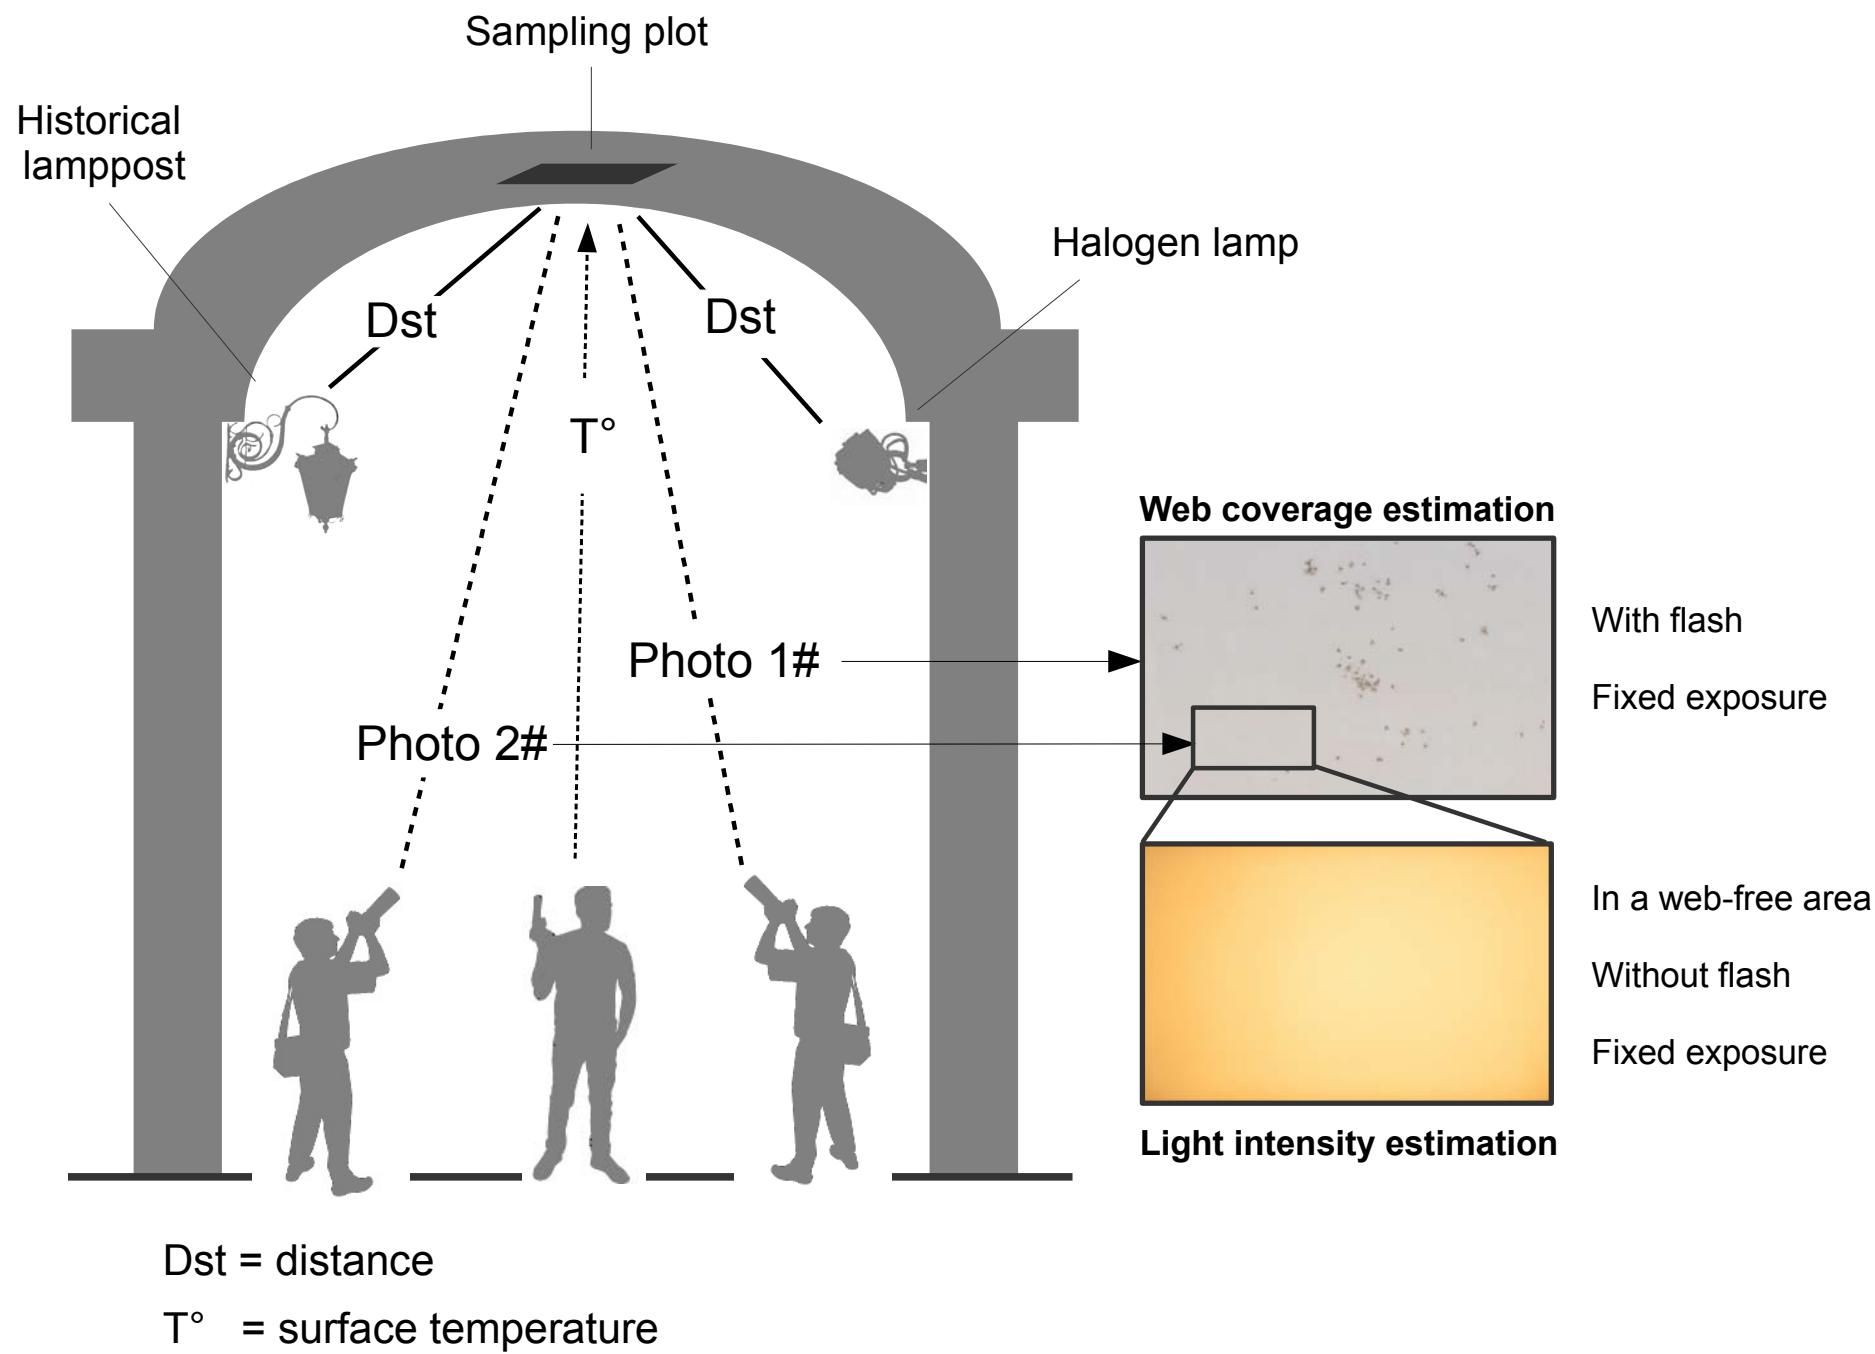 Sampling plot
Historical
lamppost
Halogen lamp
Dst
Dst
T°
Web coverage estimation
With flash
Photo 1#
Fixed exposure
Photo 2#
In a web-free area
Without flash
Fixed exposure
Light intensity estimation
Dst = distance
T° = surface temperature